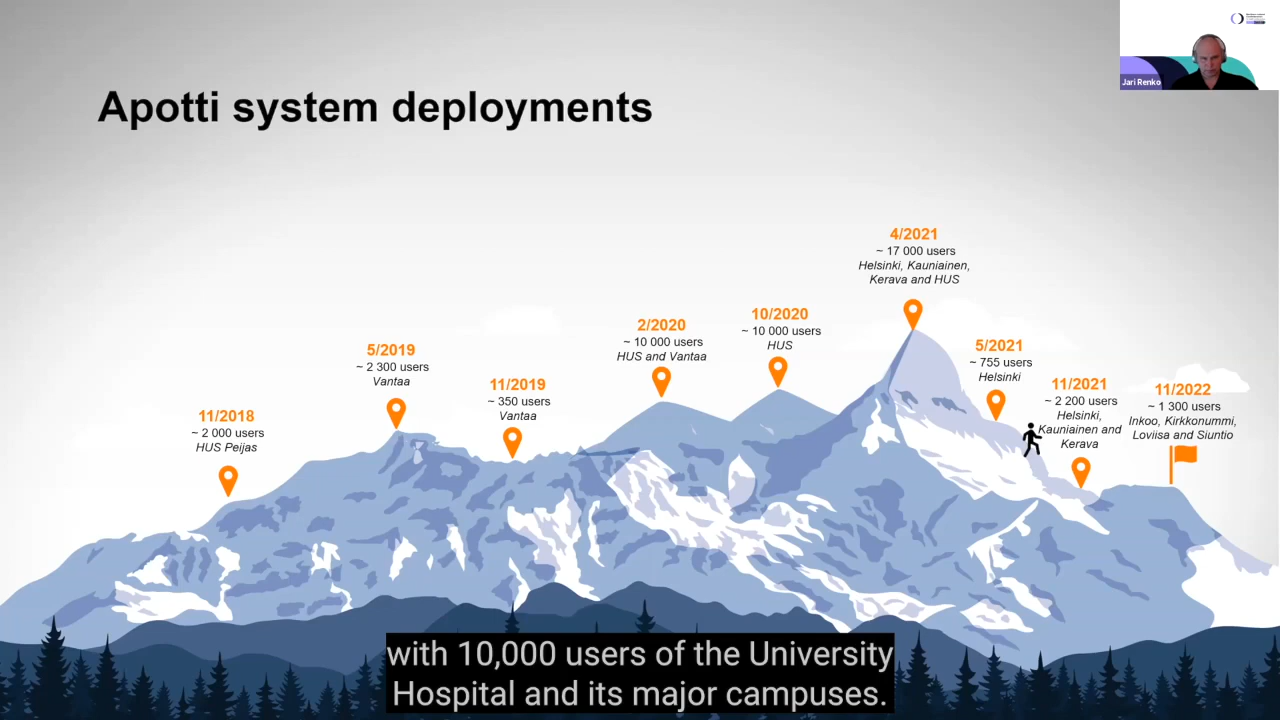 Jari Renko
Apotti system deployments
11/2018
~ 2 000 users
HUS Peijas
5/2019
~ 2 300 users
Vantaa
11/2019
~ 350 users
Vantaa
2/2020
~ 10 000 users
HUS and Vantaa
10/2020
~ 10 000 users
HUS
4/2021
~ 17 000 users
Helsinki, Kauniainen,
Kerava and HUS
5/2021
~ 755 users
Helsinki
11/2021
~ 2 200 users
Helsinki,
Kauniainen and
Kerava
11/2022
~ 1 300 users
Inkoo, Kirkkonummi,
Loviisa and Siuntio
with 10,000 users of the University
Hospital and its major campuses.